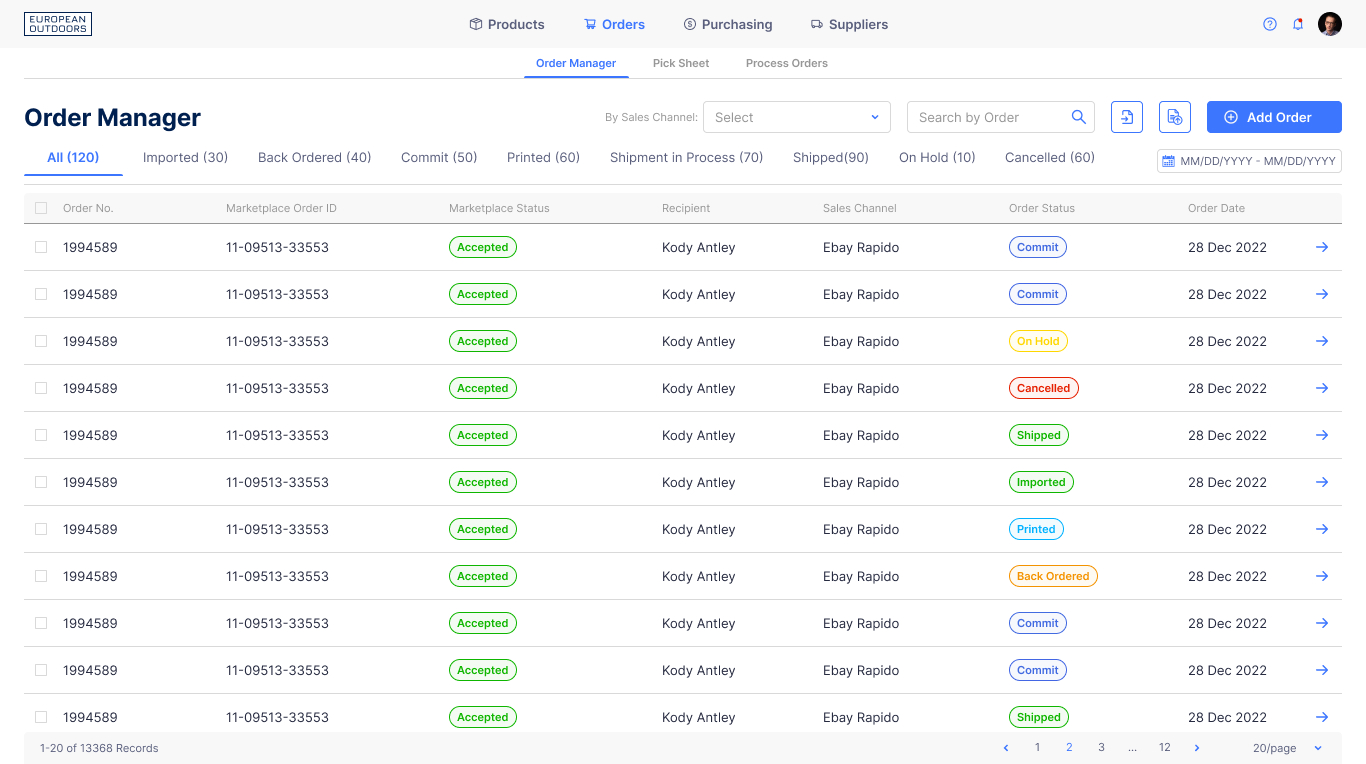 EUROPEAN
OUTDOORS
Products Orders Purchasing Suppliers
Order Manager Pick Sheet Process Orders
Order Manager
By Sales Channel: Select Search by Order Add Order
All (120) Imported (30) Back Ordered (40) Commit (50) Printed (60) Shipment in Process (70) Shipped(90) On Hold (10) Cancelled (60) MM/DD/YYYY - MM/DD/YYYY
Order No. Marketplace Order ID Marketplace Status Recipient Sales Channel Order Status Order Date
1994589 11-09513-33553 Accepted Kody Antley Ebay Rapido Commit 28 Dec 2022
1994589 11-09513-33553 Accepted Kody Antley Ebay Rapido Commit 28 Dec 2022
1994589 11-09513-33553 Accepted Kody Antley Ebay Rapido On Hold 28 Dec 2022
1994589 11-09513-33553 Accepted Kody Antley Ebay Rapido Cancelled 28 Dec 2022
1994589 11-09513-33553 Accepted Kody Antley Ebay Rapido Shipped 28 Dec 2022
1994589 11-09513-33553 Accepted Kody Antley Ebay Rapido Imported 28 Dec 2022
1994589 11-09513-33553 Accepted Kody Antley Ebay Rapido Printed 28 Dec 2022
1994589 11-09513-33553 Accepted Kody Antley Ebay Rapido Back Ordered 28 Dec 2022
1994589 11-09513-33553 Accepted Kody Antley Ebay Rapido Commit 28 Dec 2022
1994589 11-09513-33553 Accepted Kody Antley Ebay Rapido Commit 28 Dec 2022
1994589 11-09513-33553 Accepted Kody Antley Ebay Rapido Shipped 28 Dec 2022
1-20 of 13368 Records 1 2 3 ... 12 20/page